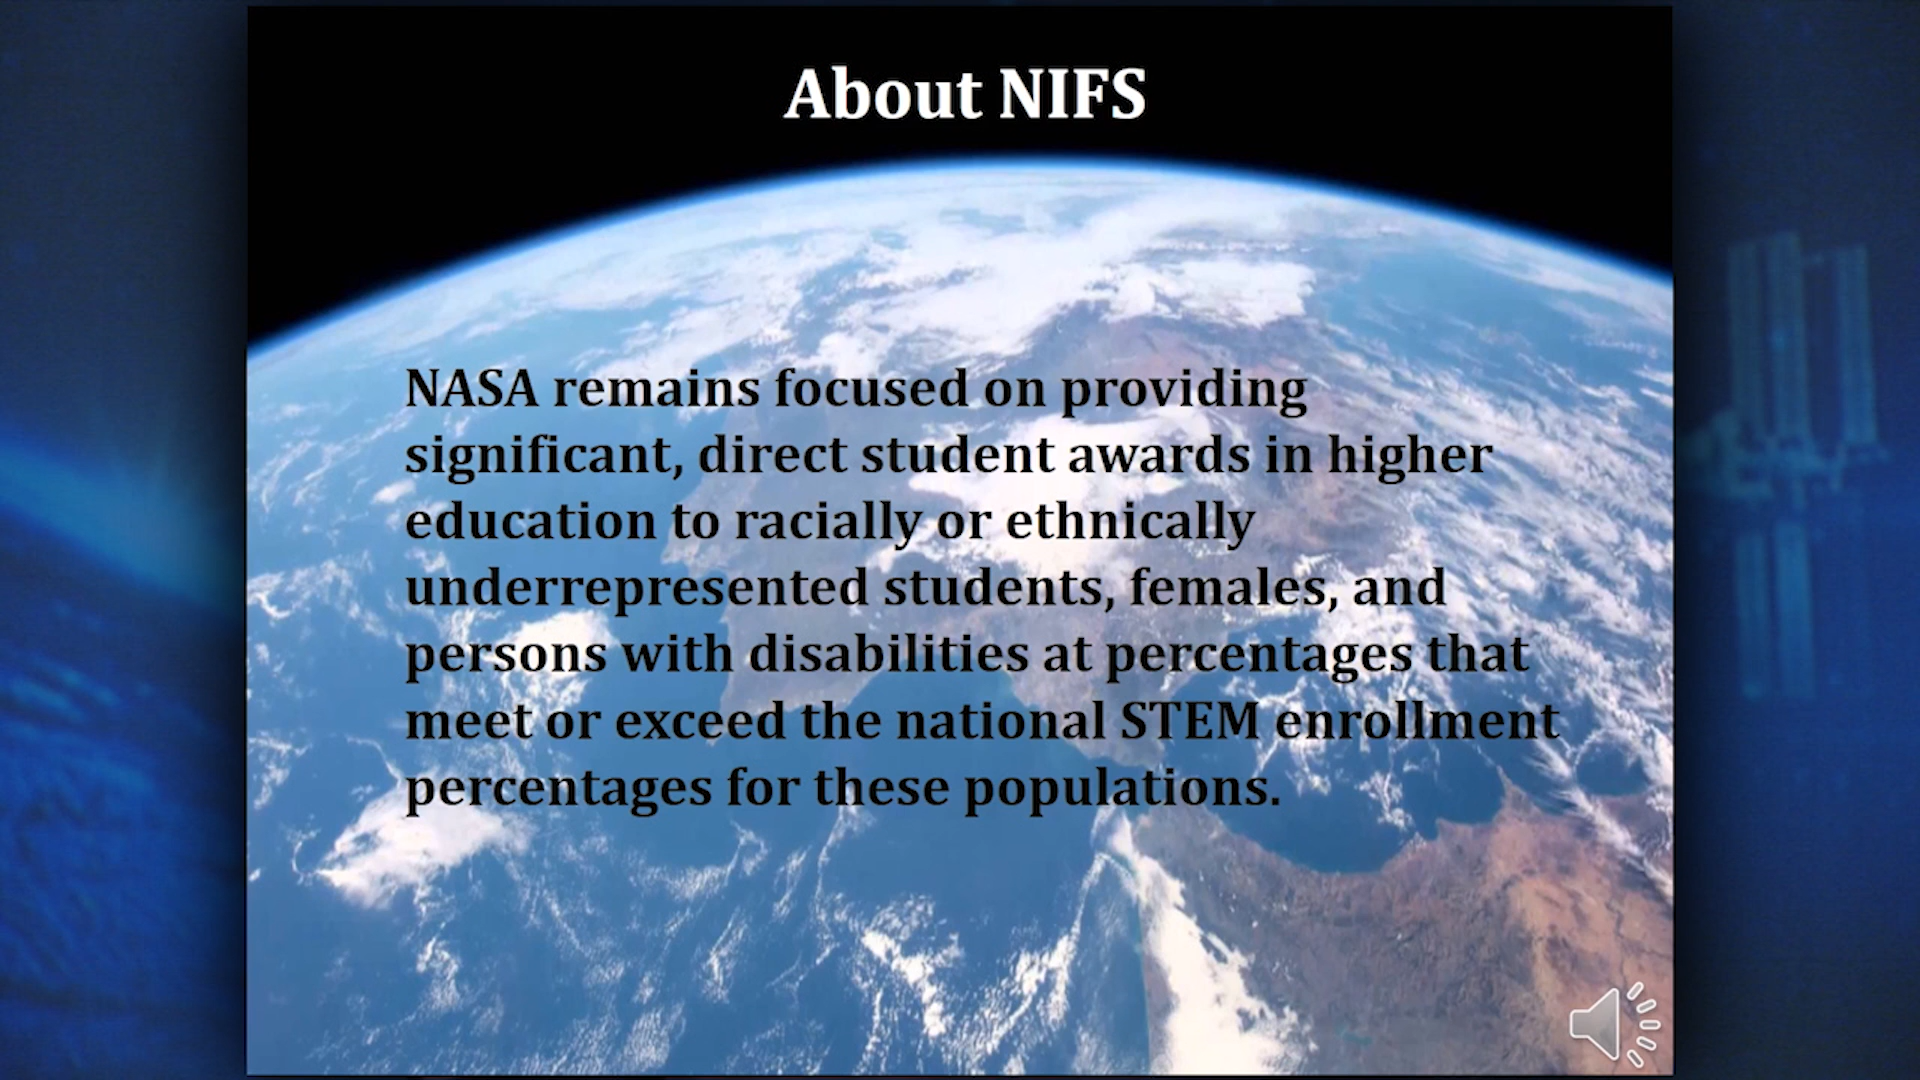 About NIFS
NASA remains focused on providing
significant, direct student awards in higher
education to racially or ethnically
underrepresented students, females, and
persons with disabilities at percentages that
meet or exceed the national STEM enrollment
percentages for these populations.